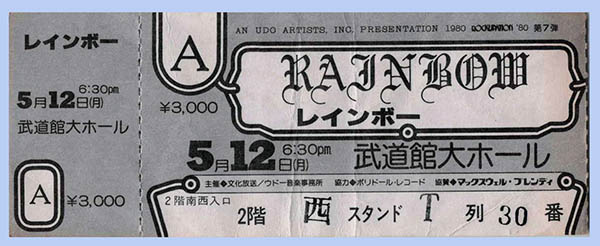 レインボー
6:30pm
5月12日(月)
武道館大ホール
A
¥3,000
AN UDO ARTISTS, INC. PRESENTATION 1980 ROCKUPATION '80 第7弾
A
¥3,000
RAINBOW
レインボー
5月12日(月) 6:30pm 武道館大ホール
主催◆文化放送/ウドー音楽事務所 協力◆ポリドール・レコード 協賛◆マックスウェル・プレンティ
2階南西入口
2階 西 スタンド T 列 30 番